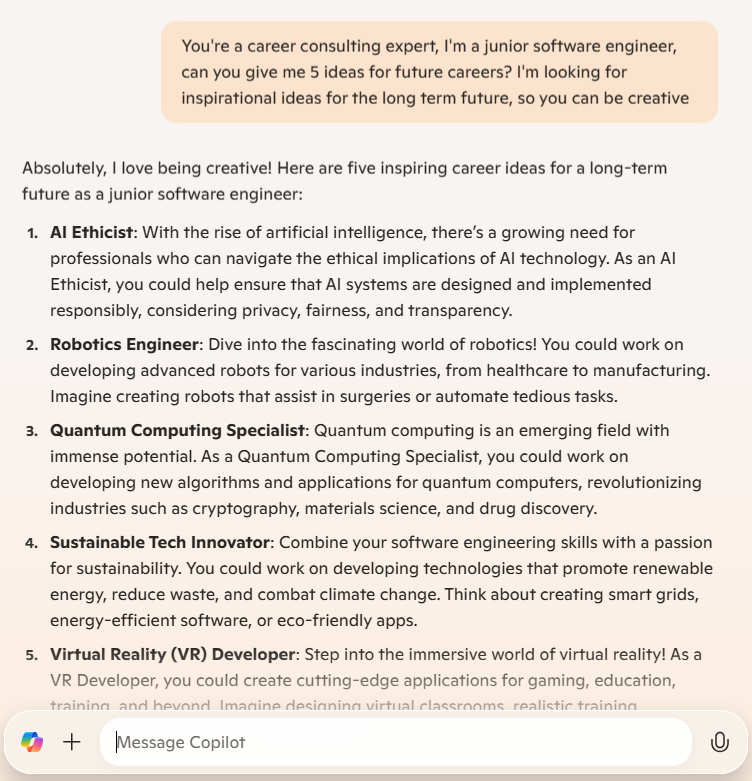 You're a career consulting expert, I'm a junior software engineer,
can you give me 5 ideas for future careers? I'm looking for
inspirational ideas for the long term future, so you can be creative
Absolutely, I love being creative! Here are five inspiring career ideas for a long-term
future as a junior software engineer:
1. AI Ethicist: With the rise of artificial intelligence, there’s a growing need for
professionals who can navigate the ethical implications of AI technology. As an AI
Ethicist, you could help ensure that AI systems are designed and implemented
responsibly, considering privacy, fairness, and transparency.
2. Robotics Engineer: Dive into the fascinating world of robotics! You could work on
developing advanced robots for various industries, from healthcare to manufacturing.
Imagine creating robots that assist in surgeries or automate tedious tasks.
3. Quantum Computing Specialist: Quantum computing is an emerging field with
immense potential. As a Quantum Computing Specialist, you could work on
developing new algorithms and applications for quantum computers, revolutionizing
industries such as cryptography, materials science, and drug discovery.
4. Sustainable Tech Innovator: Combine your software engineering skills with a passion
for sustainability. You could work on developing technologies that promote renewable
energy, reduce waste, and combat climate change. Think about creating smart grids,
energy-efficient software, or eco-friendly apps.
5. Virtual Reality (VR) Developer: Step into the immersive world of virtual reality! As a
VR Developer, you could create cutting-edge applications for gaming, education,
training, and beyond. Imagine designing virtual classrooms, realistic training
Message Copilot